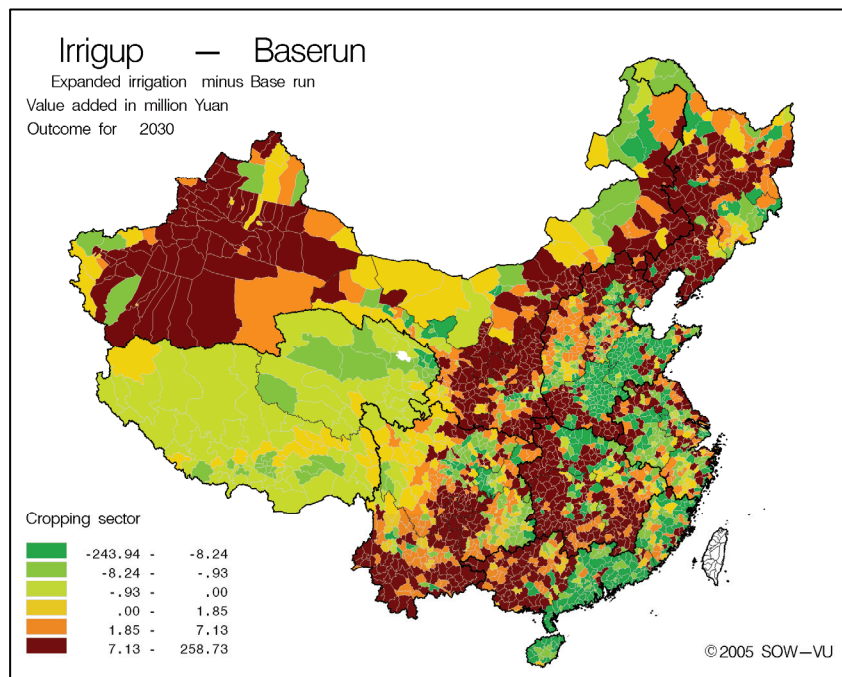 Irrigup — Baserun
Expanded irrigation minus Base run
Value added in million Yuan
Outcome for 2030
Cropping sector
-243.94 - -8.24
-8.24 - -.93
-.93 - .00
.00 - 1.85
1.85 - 7.13
7.13 - 258.73
©2005 SOW—VU